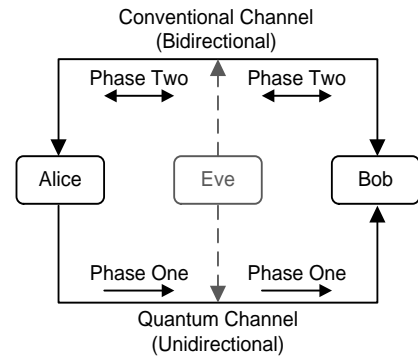 Conventional Channel
(Bidirectional)
Phase Two
Phase Two
Alice
Eve
Bob
Phase One
Phase One
Quantum Channel
(Unidirectional)